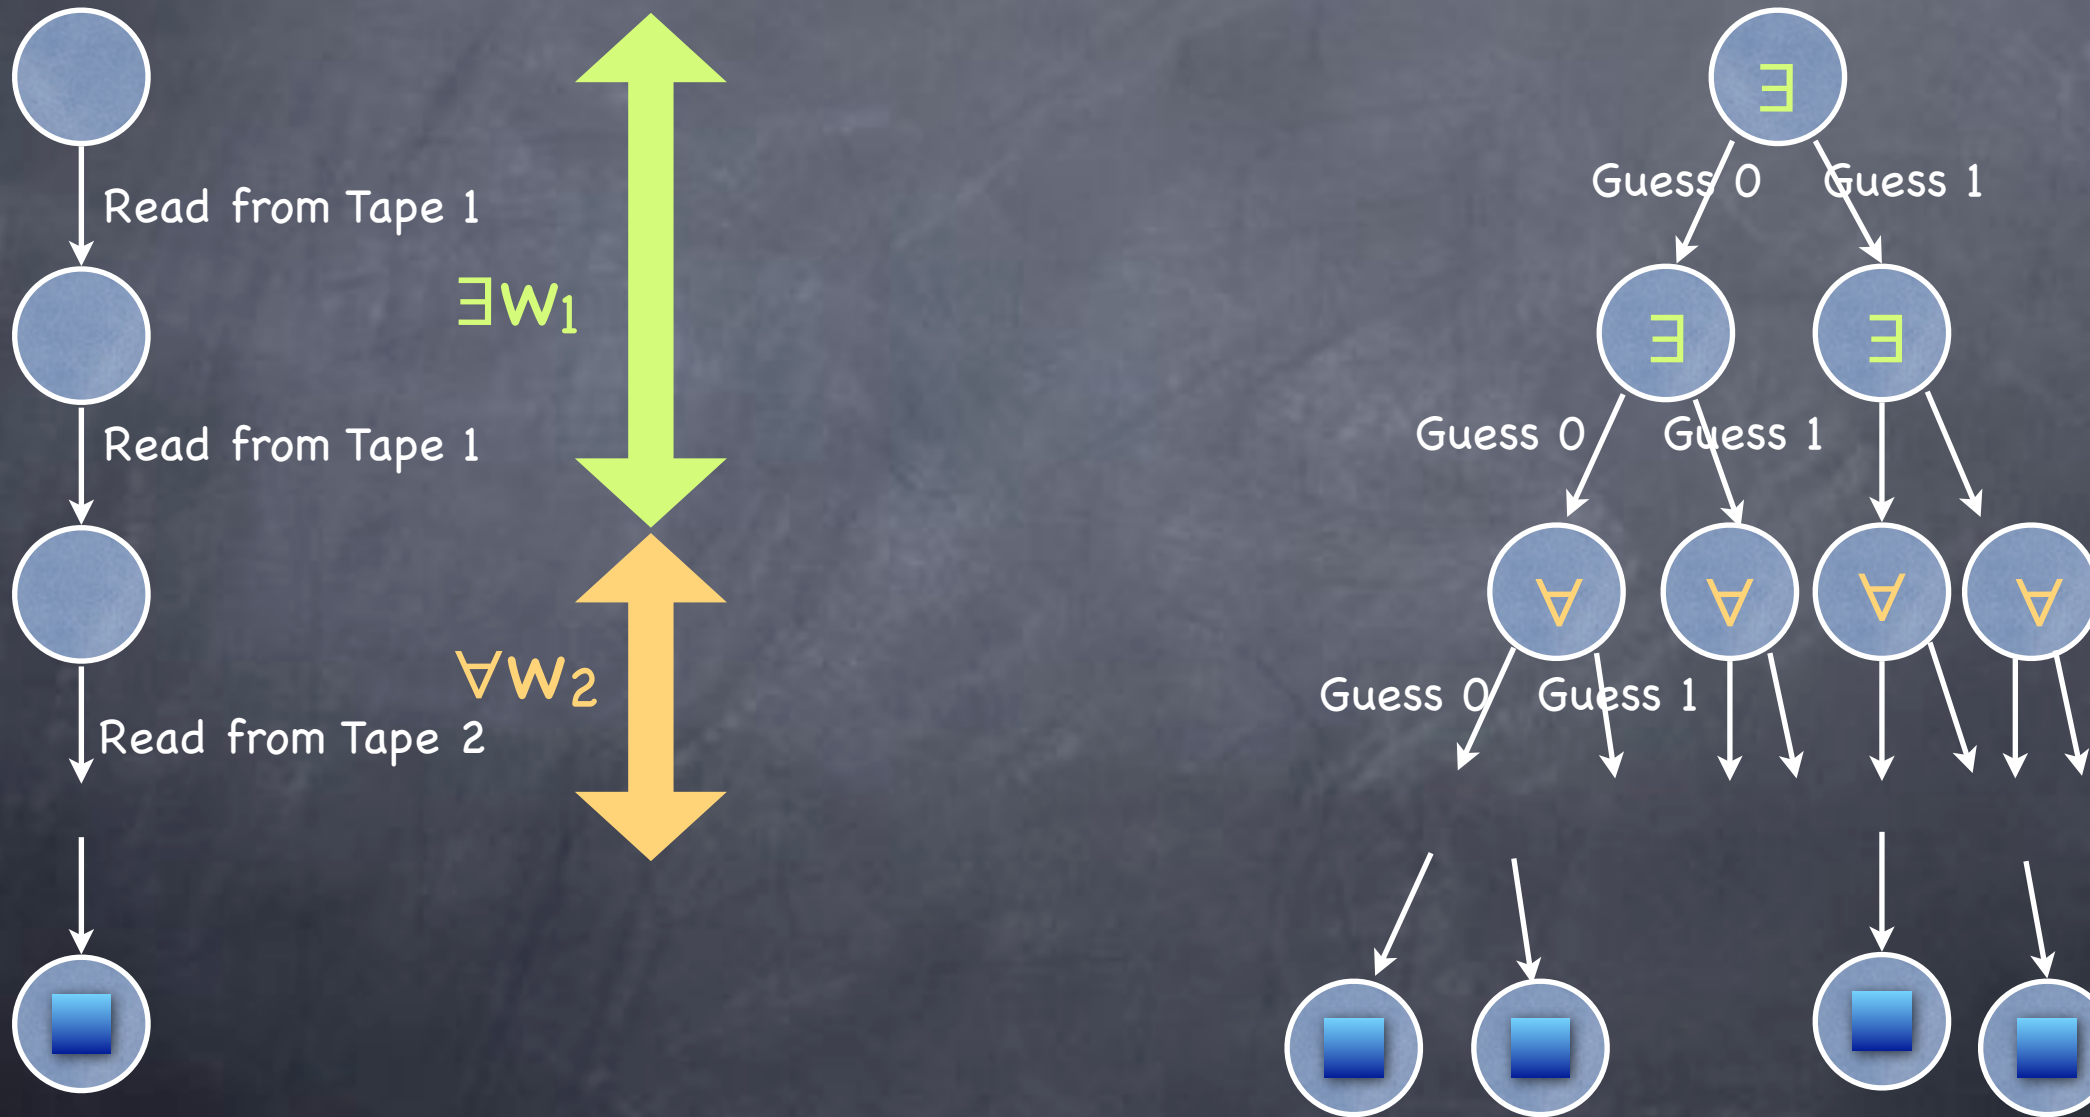 Read from Tape 1
∃w₁
Read from Tape 1
∀w₂
Read from Tape 2
∃
Guess 0 Guess 1
∃ ∃
Guess 0 Guess 1
∀ ∀ ∀ ∀
Guess 0 Guess 1